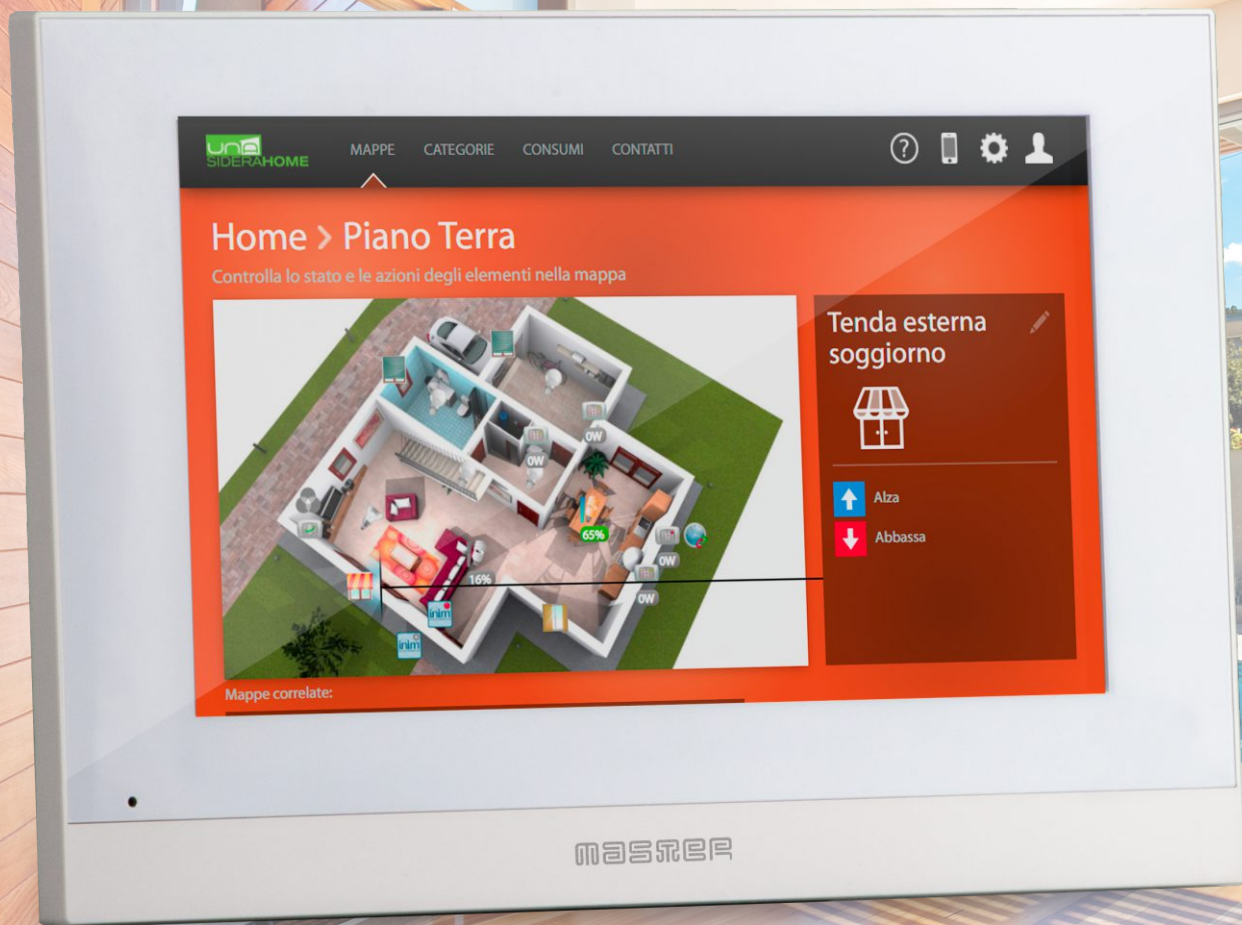 una
SIDERAHOME
MAPPE CATEGORIE CONSUMI CONTATTI
?
Home > Piano Terra
Controlla lo stato e le azioni degli elementi nella mappa
Tenda esterna
soggiorno
Alza
Abbassa
0W
0W
65%
0W
16%
0W
inim
inim
Mappe correlate:
MASTER